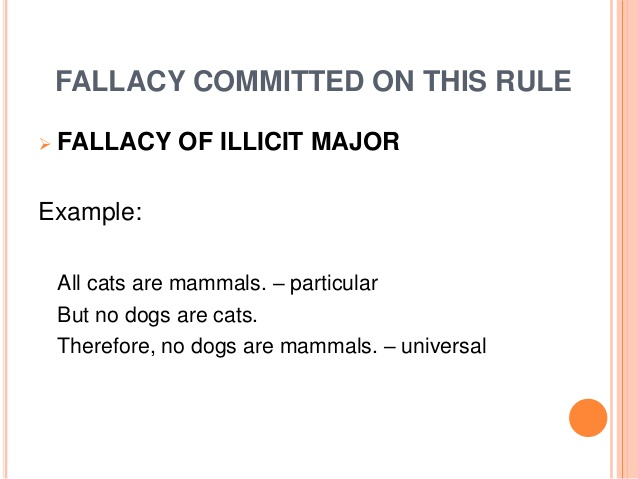 FALLACY COMMITTED ON THIS RULE
FALLACY OF ILLICIT MAJOR
Example:
All cats are mammals. – particular
But no dogs are cats.
Therefore, no dogs are mammals. – universal